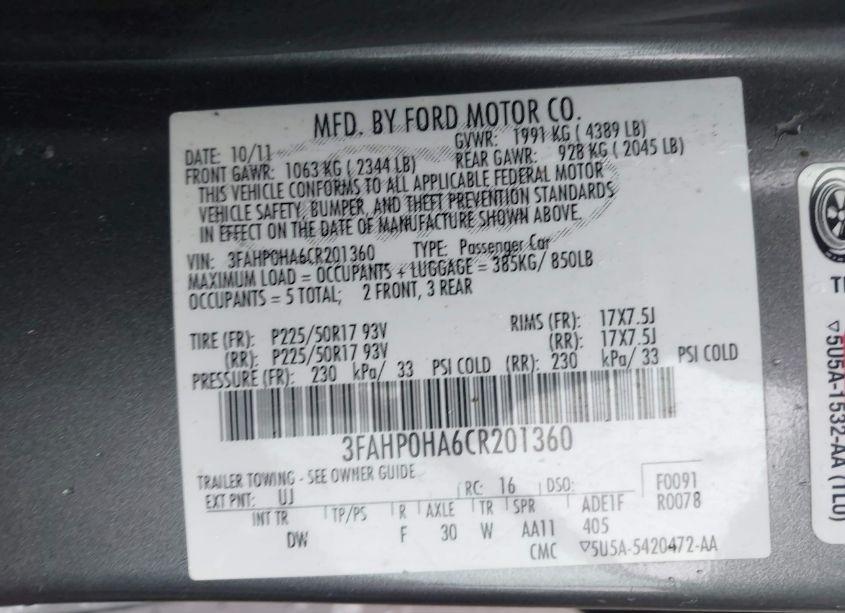 MFD. BY FORD MOTOR CO.
DATE: 10/11 GVWR: 1991 KG ( 4389 LB)
FRONT GAWR: 1063 KG ( 2344 LB) REAR GAWR: 928 KG ( 2045 LB)
THIS VEHICLE CONFORMS TO ALL APPLICABLE FEDERAL MOTOR
VEHICLE SAFETY, BUMPER, AND THEFT PREVENTION STANDARDS
IN EFFECT ON THE DATE OF MANUFACTURE SHOWN ABOVE.
VIN: 3FAHP0HA6CR201360 TYPE: Passenger Car
MAXIMUM LOAD = OCCUPANTS + LUGGAGE = 385KG/ 850LB
OCCUPANTS = 5 TOTAL; 2 FRONT, 3 REAR
TIRE (FR): P225/50R17 93V RIMS (FR): 17X7.5J
(RR): P225/50R17 93V (RR): 17X7.5J
PRESSURE (FR): 230 kPa/ 33 PSI COLD (RR): 230 kPa/ 33 PSI COLD
3FAHP0HA6CR201360
TRAILER TOWING - SEE OWNER GUIDE
EXT PNT: UJ RC: 16 DSO: F0091
INT TR TP/PS R AXLE TR SPR ADE1F R0078
DW F 30 W AA11 405
CMC ▽5U5A-5420472-AA
▽5U5A-1532-AA (TL0)